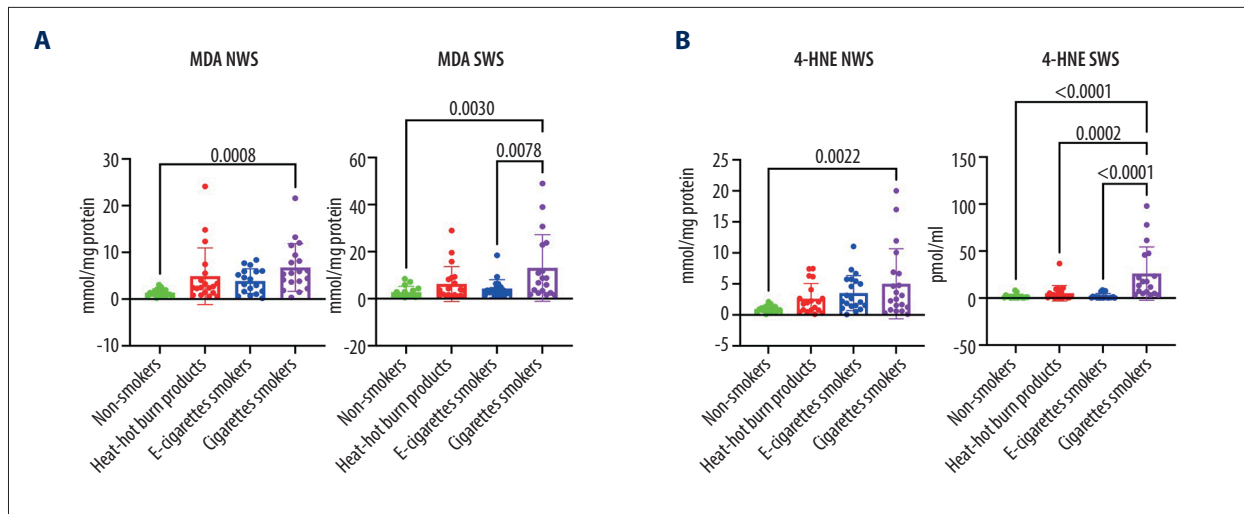 A
MDA NWS
0.0008
30
20
10
0
-10
mmol/mg protein
Non-smokers
Heat-hot burn products
E-cigarettes smokers
Cigarettes smokers
MDA SWS
0.0030
0.0078
60
40
20
0
-20
mmol/mg protein
Non-smokers
Heat-hot burn products
E-cigarettes smokers
Cigarettes smokers
B
4-HNE NWS
0.0022
25
20
15
10
5
0
-5
mmol/mg protein
Non-smokers
Heat-hot burn products
E-cigarettes smokers
Cigarettes smokers
4-HNE SWS
<0.0001
0.0002
<0.0001
150
100
50
0
-50
pmol/ml
Non-smokers
Heat-hot burn products
E-cigarettes smokers
Cigarettes smokers